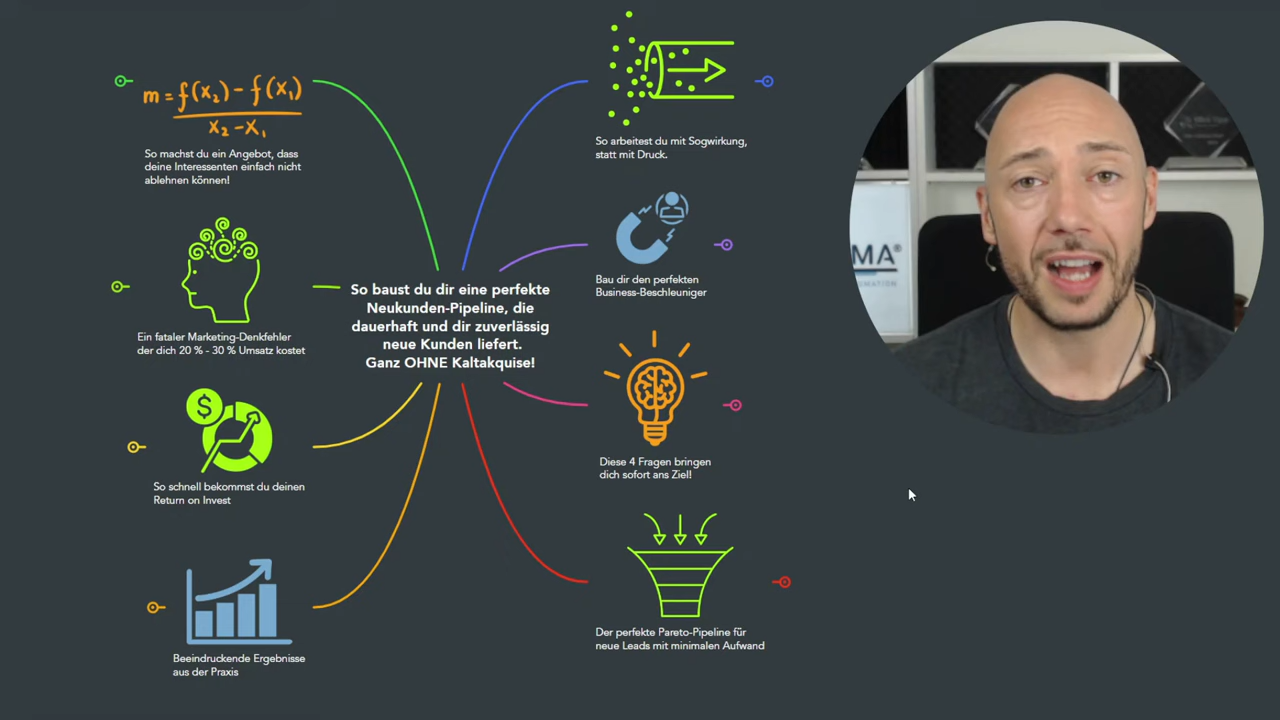 m = f(x₂) - f(x₁)
x₂ - x₁
So machst du ein Angebot, dass
deine Interessenten einfach nicht
ablehnen können!
Ein fataler Marketing-Denkfehler
der dich 20 % - 30 % Umsatz kostet
$
So schnell bekommst du deinen
Return on Invest
Beeindruckende Ergebnisse
aus der Praxis
So baust du dir eine perfekte
Neukunden-Pipeline, die
dauerhaft und dir zuverlässig
neue Kunden liefert.
Ganz OHNE Kaltakquise!
So arbeitest du mit Sogwirkung,
statt mit Druck.
Bau dir den perfekten
Business-Beschleuniger
Diese 4 Fragen bringen
dich sofort ans Ziel!
Der perfekte Pareto-Pipeline für
neue Leads mit minimalen Aufwand
MA®